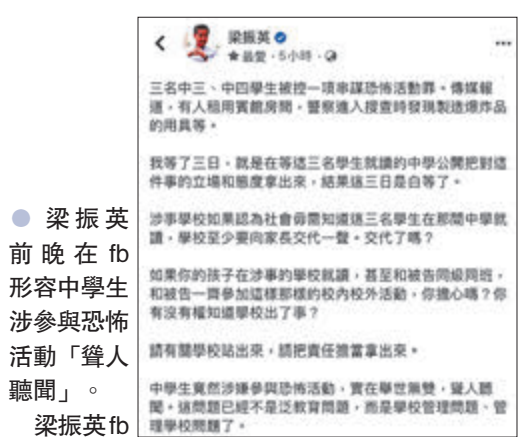 ● 梁振英
前晚在 fb
形容中學生
涉參與恐怖
活動「聳人
聽聞」。
梁振英fb
梁振英
最愛・5小時・
三名中三、中四學生被控一項串謀恐怖活動罪。傳媒報
道，有人租用賓館房間，警察進入搜查時發現製造爆炸品
的用具等。
我等了三日，就是在等這三名學生就讀的中學公開把對這
件事的立場和態度拿出來，結果這三日是白等了。
涉事學校如果認為社會毋需知道這三名學生在那間中學就
讀，學校至少要向家長交代一聲。交代了嗎？
如果你的孩子在涉事的學校就讀，甚至和被告同級同班，
和被告一齊參加這樣那樣的校內校外活動，你擔心嗎？你
有沒有權知道學校出了事？
請有關學校站出來，請把責任擔當拿出來。
中學生竟然涉嫌參與恐怖活動，實在舉世無雙，聳人聽
聞。這問題已經不是泛教育問題，而是學校管理問題、管
理學校問題了。